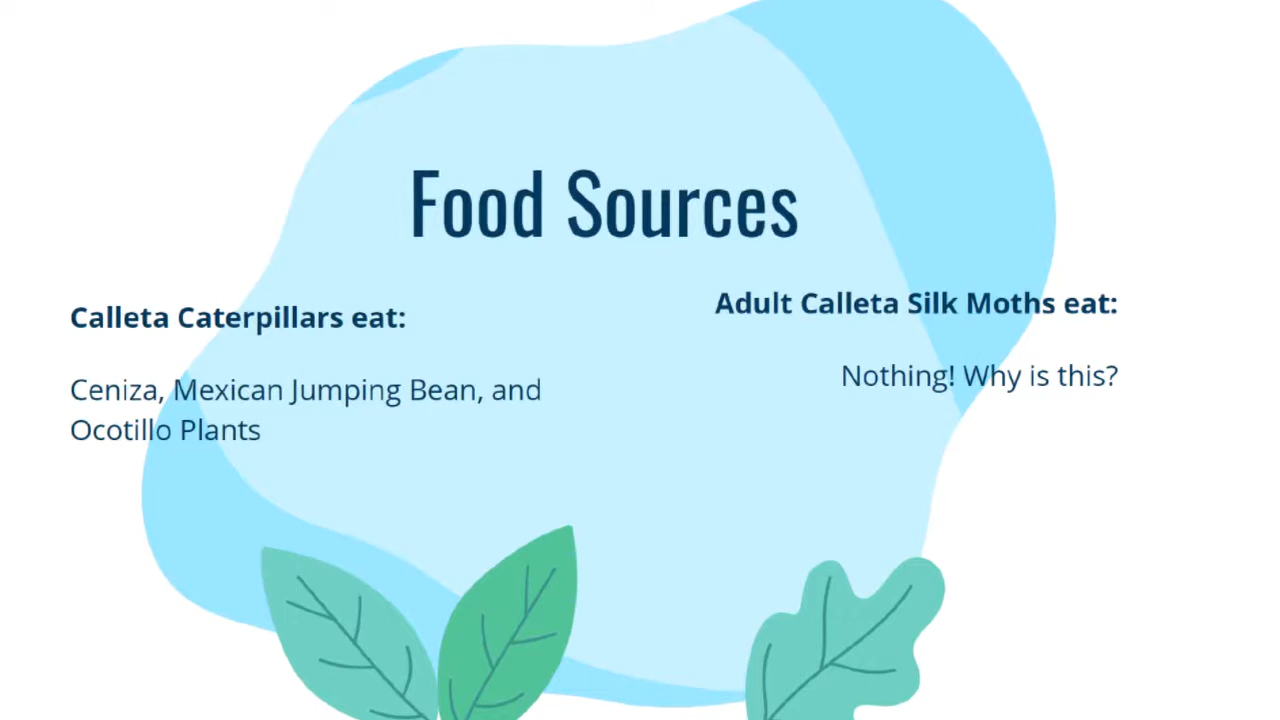 Food Sources
Calleta Caterpillars eat:
Ceniza, Mexican Jumping Bean, and
Ocotillo Plants
Adult Calleta Silk Moths eat:
Nothing! Why is this?